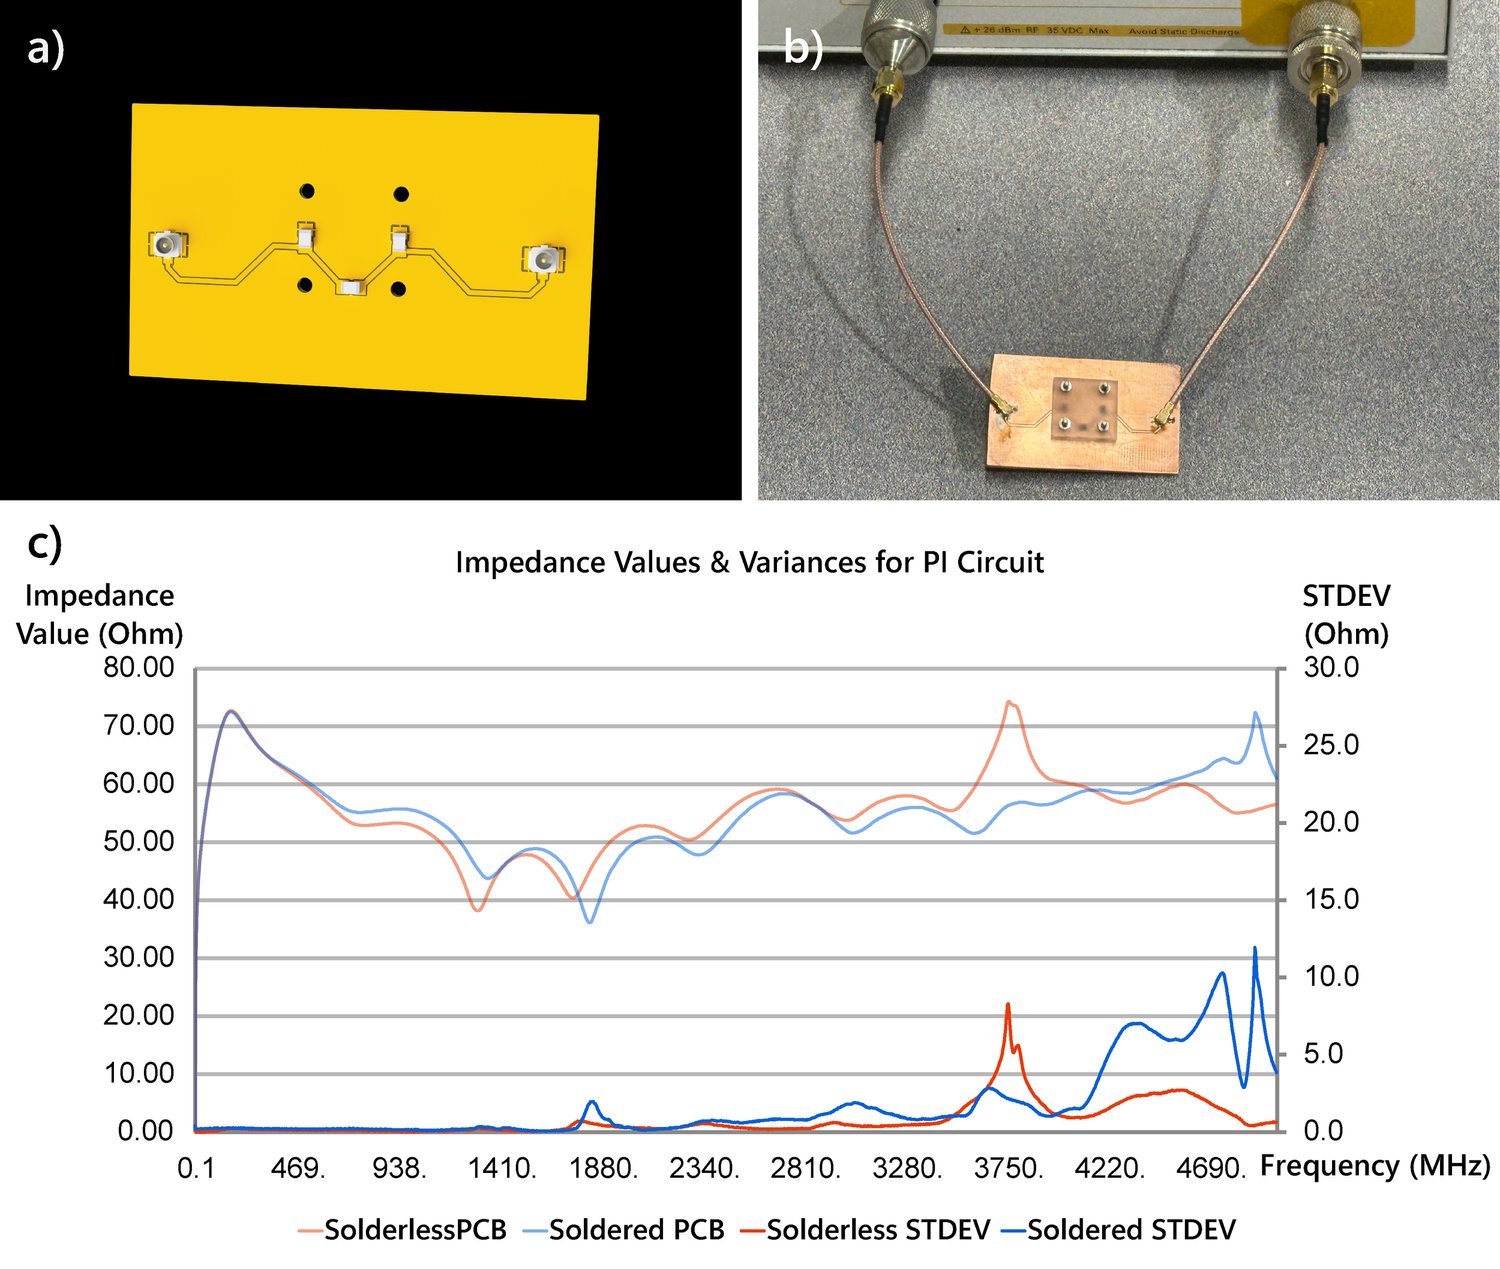 a)
b)
⚠ + 26 dBm RF 35 VDC Max Avoid Static Discharge
c)
Impedance Values & Variances for PI Circuit
Impedance
Value (Ohm)
STDEV
(Ohm)
80.00
70.00
60.00
50.00
40.00
30.00
20.00
10.00
0.00
30.0
25.0
20.0
15.0
10.0
5.0
0.0
0.1 469. 938. 1410. 1880. 2340. 2810. 3280. 3750. 4220. 4690. Frequency (MHz)
SolderlessPCB Soldered PCB Solderless STDEV Soldered STDEV